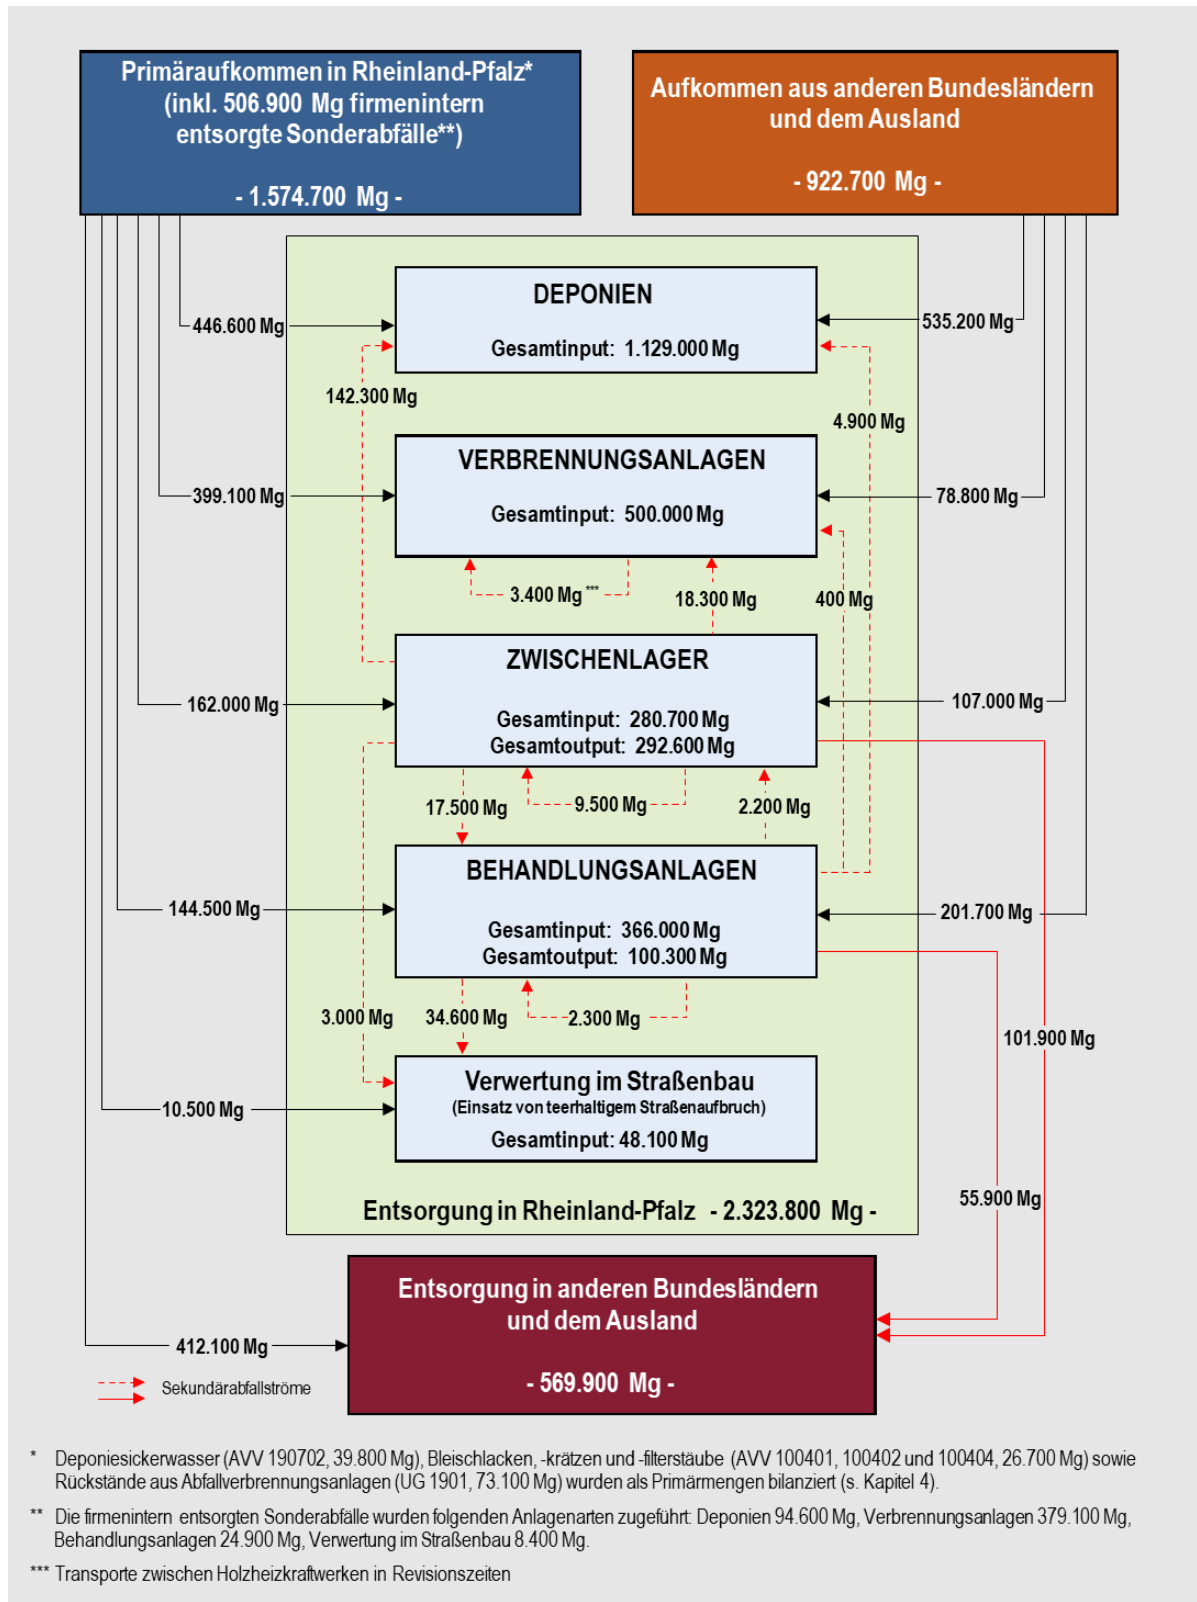 Primäraufkommen in Rheinland-Pfalz*
(inkl. 506.900 Mg firmenintern
entsorgte Sonderabfälle**)
- 1.574.700 Mg -
Aufkommen aus anderen Bundesländern
und dem Ausland
- 922.700 Mg -
DEPONIEN
Gesamtinput: 1.129.000 Mg
446.600 Mg
535.200 Mg
142.300 Mg
4.900 Mg
VERBRENNUNGSANLAGEN
Gesamtinput: 500.000 Mg
399.100 Mg
78.800 Mg
3.400 Mg ***
18.300 Mg
400 Mg
ZWISCHENLAGER
Gesamtinput: 280.700 Mg
Gesamtoutput: 292.600 Mg
162.000 Mg
107.000 Mg
17.500 Mg
9.500 Mg
2.200 Mg
BEHANDLUNGSANLAGEN
Gesamtinput: 366.000 Mg
Gesamtoutput: 100.300 Mg
144.500 Mg
201.700 Mg
3.000 Mg
34.600 Mg
2.300 Mg
101.900 Mg
Verwertung im Straßenbau
(Einsatz von teerhaltigem Straßenaufbruch)
Gesamtinput: 48.100 Mg
10.500 Mg
55.900 Mg
Entsorgung in Rheinland-Pfalz - 2.323.800 Mg -
Entsorgung in anderen Bundesländern
und dem Ausland
- 569.900 Mg -
412.100 Mg
Sekundärabfallströme
* Deponiesickerwasser (AVV 190702, 39.800 Mg), Bleischlacken, -krätzen und -filterstäube (AVV 100401, 100402 und 100404, 26.700 Mg) sowie
Rückstände aus Abfallverbrennungsanlagen (UG 1901, 73.100 Mg) wurden als Primärmengen bilanziert (s. Kapitel 4).
** Die firmenintern entsorgten Sonderabfälle wurden folgenden Anlagenarten zugeführt: Deponien 94.600 Mg, Verbrennungsanlagen 379.100 Mg,
Behandlungsanlagen 24.900 Mg, Verwertung im Straßenbau 8.400 Mg.
*** Transporte zwischen Holzheizkraftwerken in Revisionszeiten